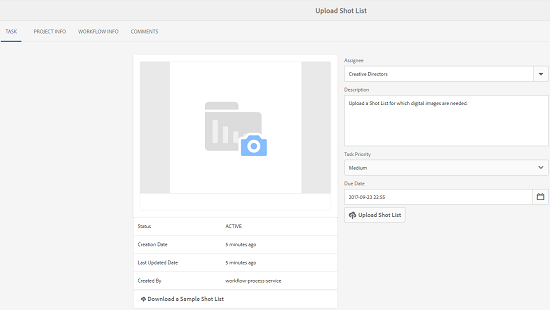 Upload Shot List
TASK PROJECT INFO WORKFLOW INFO COMMENTS
Assignee
Creative Directors
Description
Upload a Shot List for which digital images are needed.
Task Priority
Medium
Due Date
2017-09-23 22:55
Upload Shot List
Status ACTIVE
Creation Date 5 minutes ago
Last Updated Date 5 minutes ago
Created By workflow-process-service
Download a Sample Shot List